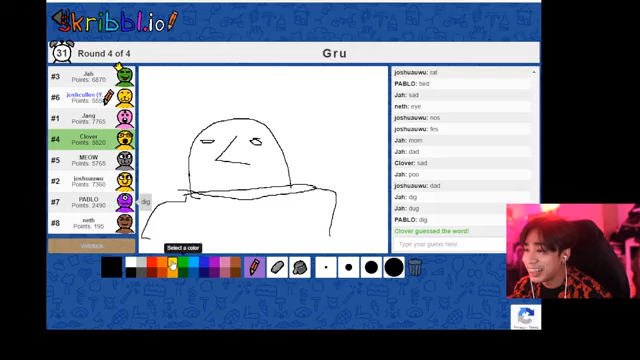 skribbl.io
31
Round 4 of 4
Gru
#3
Jah
Points: 6870
#6
joshcullen (Y...
#1
Jang
Points: 7765
#4
Clover
Points: 5820
#5
MEOW
Points: 5765
#2
joshuauwu
Points: 7360
#7
PABLO
Points: 2490
#8
neth
Points: 195
dig
Votekick
Select a color
joshuauwu: rat
PABLO: bird
Jah: sad
neth: eye
joshuauwu: nos
joshuauwu: fes
Jah: mom
Jah: dad
Clover: sad
Jah: poo
joshuauwu: dad
Jah: dig
Jah: dug
PABLO: dig
Clover guessed the word!
Type your guess here...